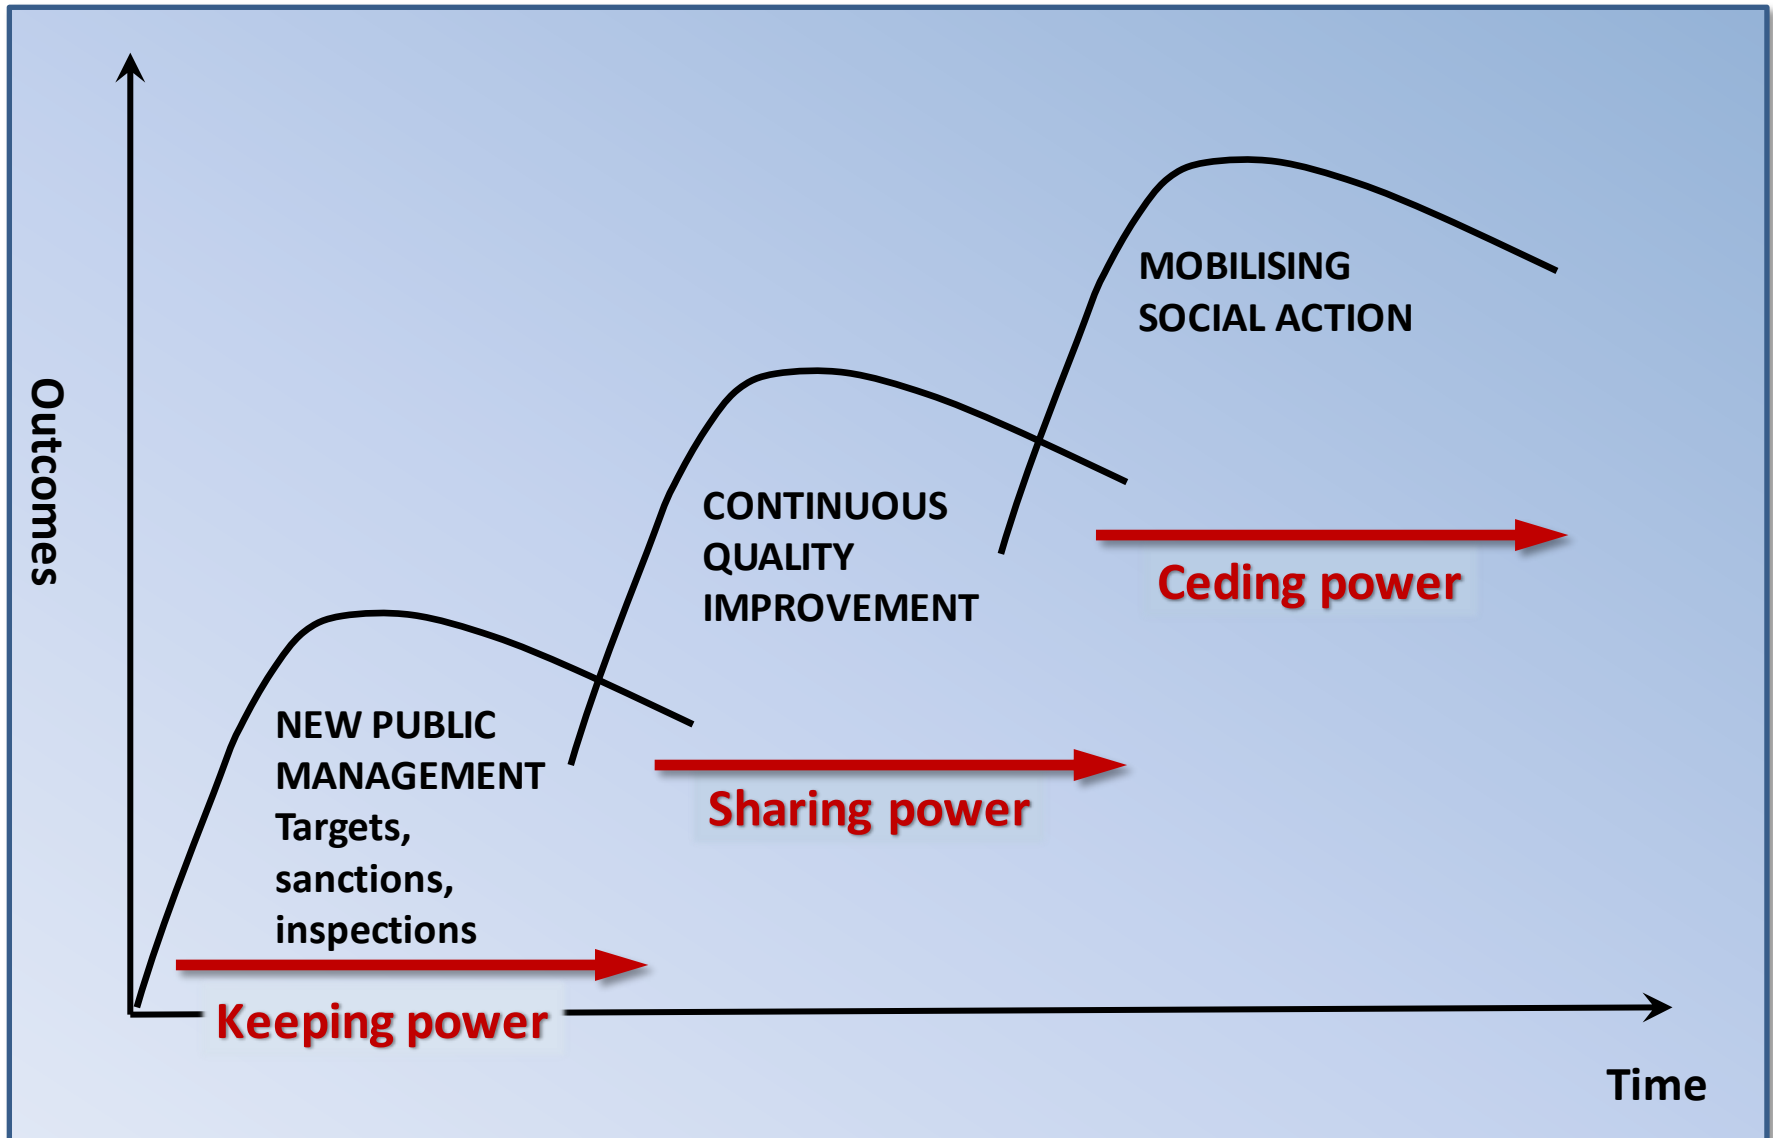 Outcomes
MOBILISING
SOCIAL ACTION
CONTINUOUS
QUALITY
IMPROVEMENT
Ceding power
NEW PUBLIC
MANAGEMENT
Targets,
sanctions,
inspections
Sharing power
Keeping power
Time